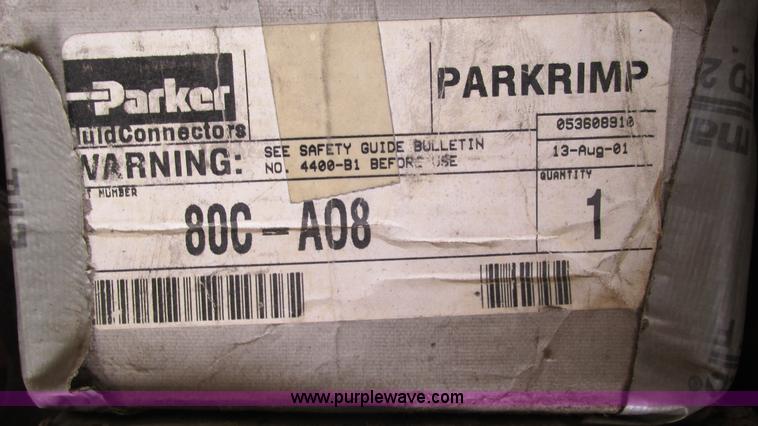 Parker
PARKRIMP
uidConnectors
053608910
WARNING: SEE SAFETY GUIDE BULLETIN
NO. 4400-B1 BEFORE USE
13-Aug-01
T NUMBER
QUANTITY
80C-A08
1
www.purplewave.com